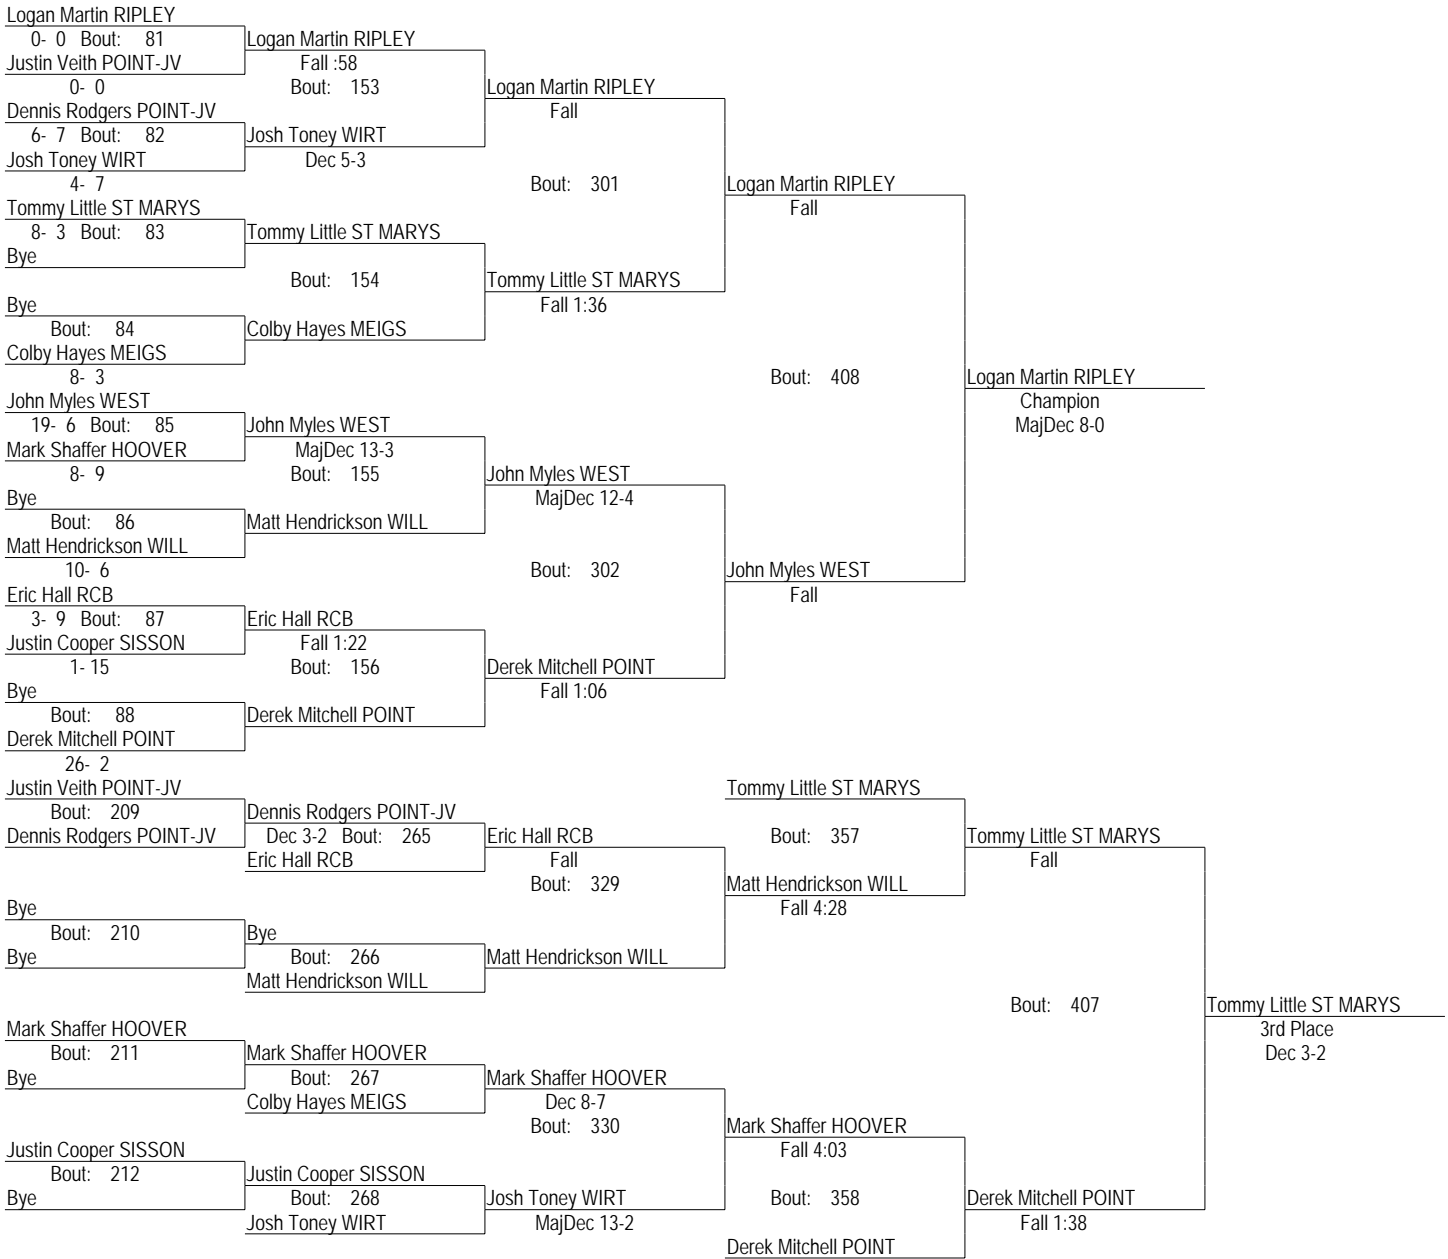 Logan Martin RIPLEY
0- 0 Bout: 81
Logan Martin RIPLEY
Justin Veith POINT-JV
Fall :58
0- 0
Bout: 153
Logan Martin RIPLEY
Dennis Rodgers POINT-JV
Fall
6- 7 Bout: 82
Josh Toney WIRT
Josh Toney WIRT
Dec 5-3
4- 7
Bout: 301
Logan Martin RIPLEY
Tommy Little ST MARYS
Fall
8- 3 Bout: 83
Tommy Little ST MARYS
Bye
Bout: 154
Tommy Little ST MARYS
Bye
Fall 1:36
Bout: 84
Colby Hayes MEIGS
Colby Hayes MEIGS
8- 3
Bout: 408
Logan Martin RIPLEY
John Myles WEST
Champion
19- 6 Bout: 85
John Myles WEST
MajDec 8-0
Mark Shaffer HOOVER
MajDec 13-3
8- 9
Bout: 155
John Myles WEST
Bye
MajDec 12-4
Bout: 86
Matt Hendrickson WILL
Matt Hendrickson WILL
10- 6
Bout: 302
John Myles WEST
Eric Hall RCB
Fall
3- 9 Bout: 87
Eric Hall RCB
Justin Cooper SISSON
Fall 1:22
1- 15
Bout: 156
Derek Mitchell POINT
Bye
Fall 1:06
Bout: 88
Derek Mitchell POINT
Derek Mitchell POINT
26- 2
Justin Veith POINT-JV
Tommy Little ST MARYS
Bout: 209
Dennis Rodgers POINT-JV
Dennis Rodgers POINT-JV
Dec 3-2 Bout: 265
Eric Hall RCB
Bout: 357
Tommy Little ST MARYS
Eric Hall RCB
Fall
Fall
Bout: 329
Matt Hendrickson WILL
Bye
Fall 4:28
Bout: 210
Bye
Bye
Bout: 266
Matt Hendrickson WILL
Matt Hendrickson WILL
Bout: 407
Tommy Little ST MARYS
Mark Shaffer HOOVER
3rd Place
Bout: 211
Mark Shaffer HOOVER
Dec 3-2
Bye
Bout: 267
Mark Shaffer HOOVER
Colby Hayes MEIGS
Dec 8-7
Bout: 330
Mark Shaffer HOOVER
Justin Cooper SISSON
Fall 4:03
Bout: 212
Justin Cooper SISSON
Bye
Bout: 268
Josh Toney WIRT
Bout: 358
Derek Mitchell POINT
Josh Toney WIRT
MajDec 13-2
Fall 1:38
Derek Mitchell POINT